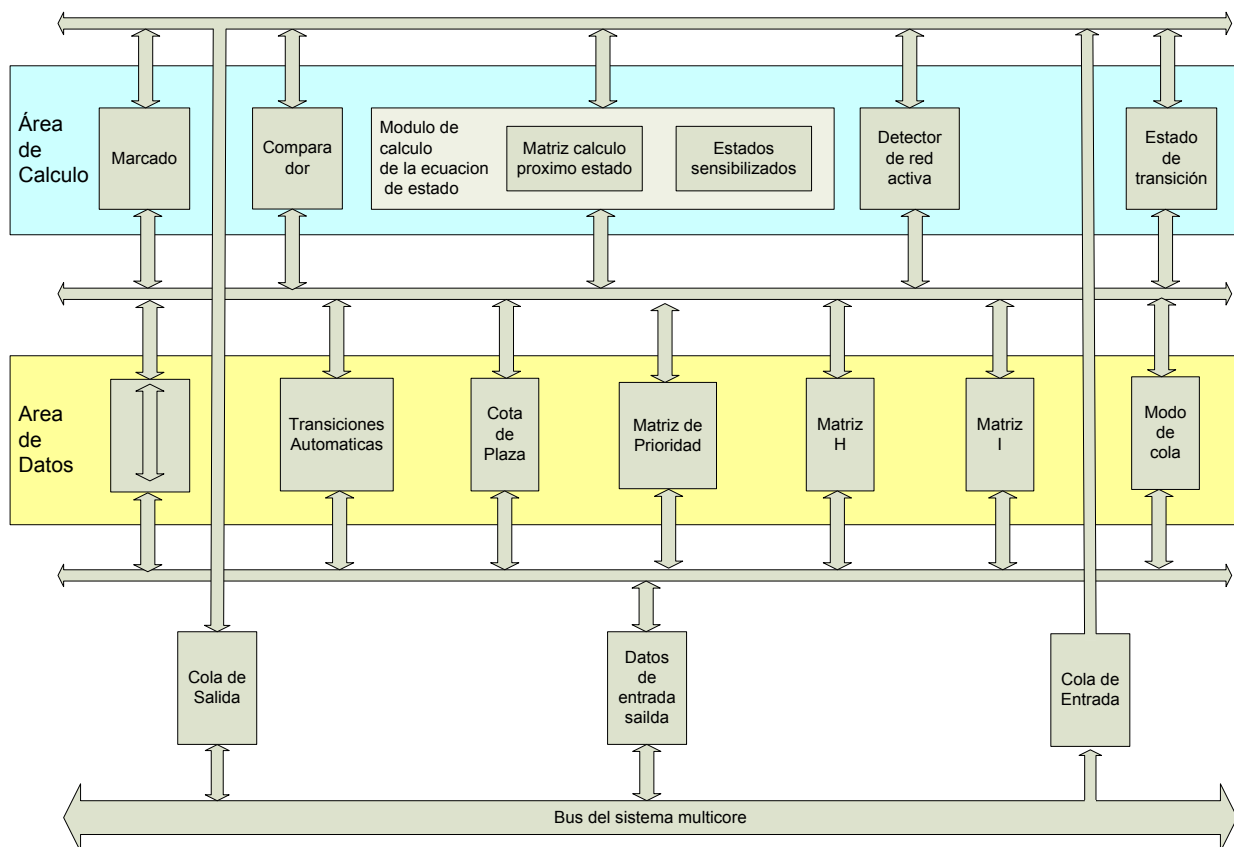 Área
de
Calculo
Marcado
Compara
dor
Modulo de
calculo
de la ecuacion
de estado
Matriz calculo
proximo estado
Estados
sensibilizados
Detector
de red
activa
Estado
de
transición
Area
de
Datos
Transiciones
Automaticas
Cota
de
Plaza
Matriz de
Prioridad
Matriz
H
Matriz
I
Modo
de
cola
Cola de
Salida
Datos
de
entrada
sailda
Cola de
Entrada
Bus del sistema multicore